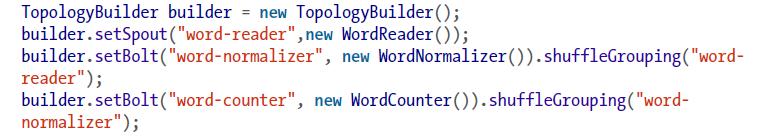 TopologyBuilder builder = new TopologyBuilder();
builder.setSpout("word-reader",new WordReader());
builder.setBolt("word-normalizer", new WordNormalizer()).shuffleGrouping("word-
reader");
builder.setBolt("word-counter", new WordCounter()).shuffleGrouping("word-
normalizer");